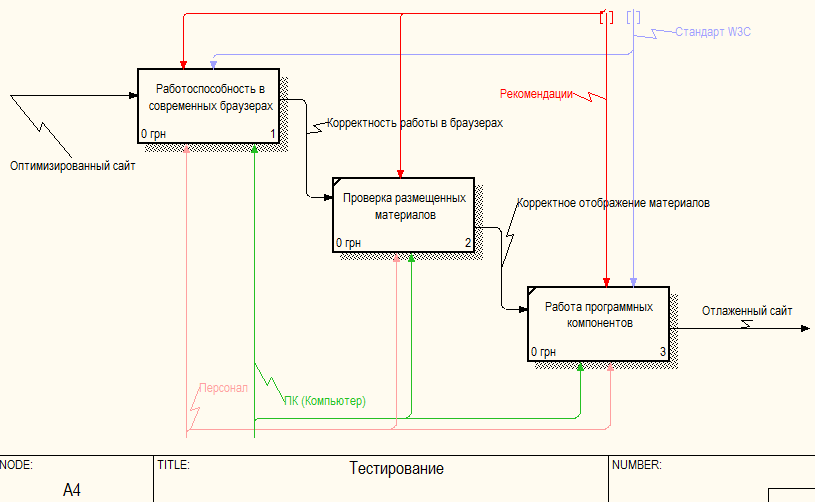 Стандарт W3C
Работоспособность в
современных браузерах
0 грн
1
Рекомендации
Корректность работы в браузерах
Оптимизированный сайт
Проверка размещенных
материалов
0 грн
2
Корректное отображение материалов
Работа программных
компонентов
0 грн
3
Отлаженный сайт
Персонал
ПК (Компьютер)
NODE:
TITLE:
NUMBER:
A4
Тестирование